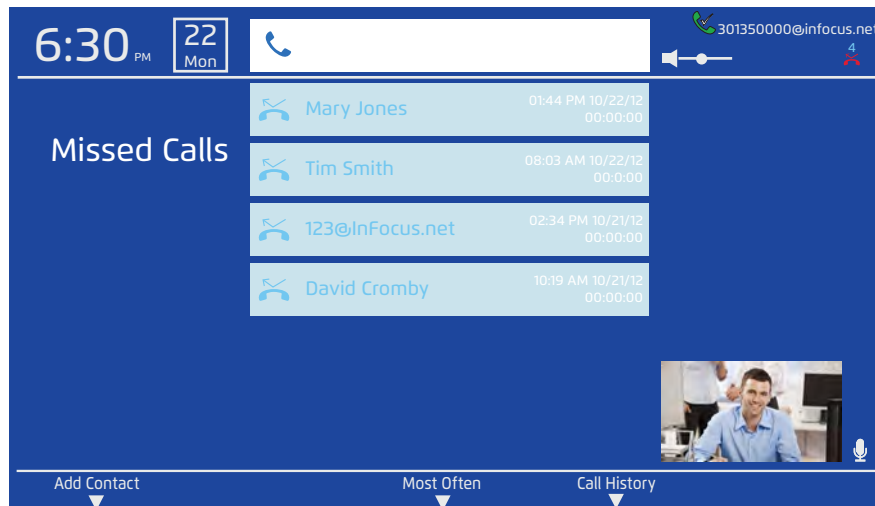 6:30 PM
22
Mon
301350000@infocus.net
4
Missed Calls
Mary Jones
01:44 PM 10/22/12
00:00:00
Tim Smith
08:03 AM 10/22/12
00:0:00
123@InFocus.net
02:34 PM 10/21/12
00:00:00
David Cromby
10:19 AM 10/21/12
00:00:00
Add Contact
Most Often
Call History